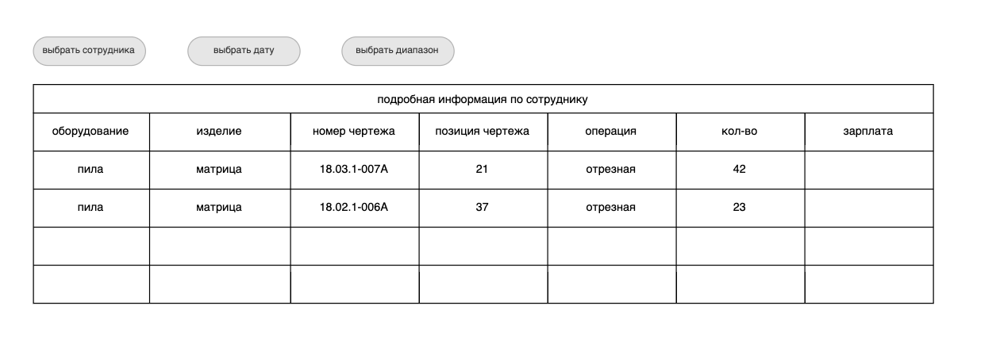 выбрать сотрудника выбрать дату выбрать диапазон
подробная информация по сотруднику
оборудование изделие номер чертежа позиция чертежа операция кол-во зарплата
пила матрица 18.03.1-007А 21 отрезная 42
пила матрица 18.02.1-006А 37 отрезная 23